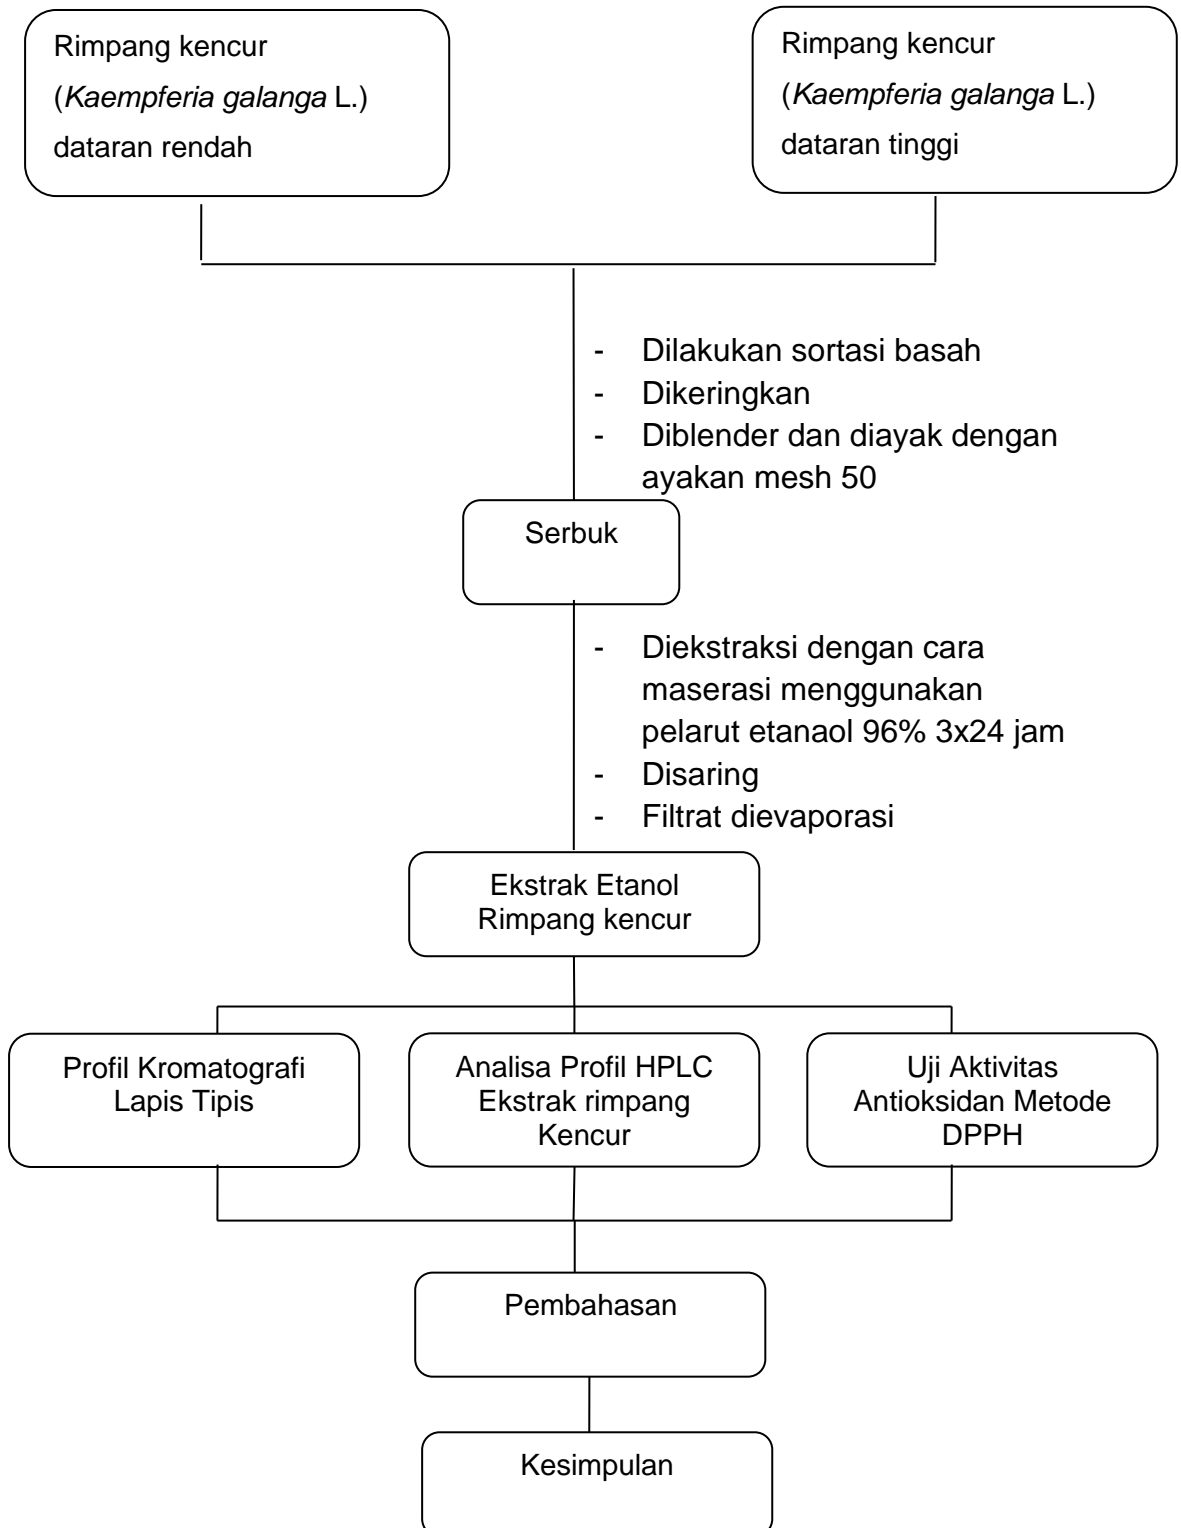 Rimpang kencur
(Kaempferia galanga L.)
dataran rendah
Rimpang kencur
(Kaempferia galanga L.)
dataran tinggi
- Dilakukan sortasi basah
- Dikeringkan
- Diblender dan diayak dengan
ayakan mesh 50
Serbuk
- Diekstraksi dengan cara
maserasi menggunakan
pelarut etanaol 96% 3x24 jam
- Disaring
- Filtrat dievaporasi
Ekstrak Etanol
Rimpang kencur
Profil Kromatografi
Lapis Tipis
Analisa Profil HPLC
Ekstrak rimpang
Kencur
Uji Aktivitas
Antioksidan Metode
DPPH
Pembahasan
Kesimpulan